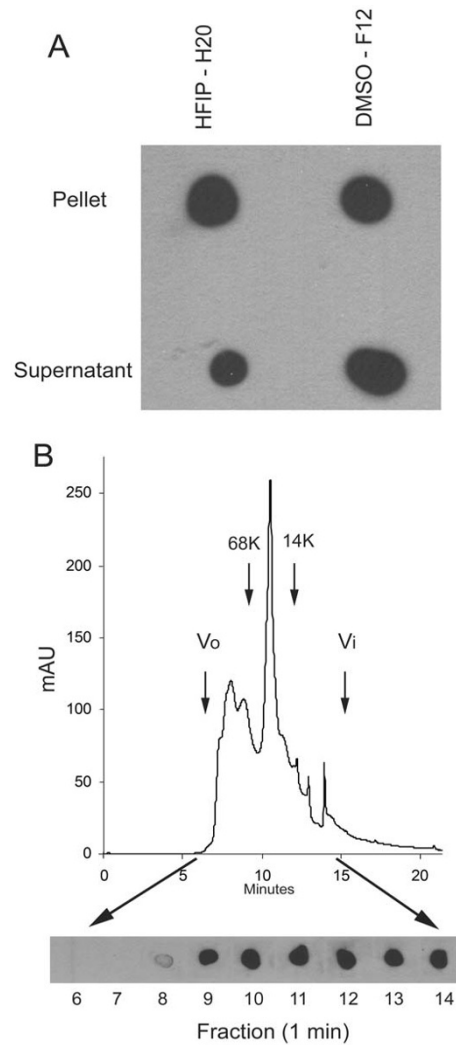 A
HFIP - H20
DMSO - F12
Pellet
Supernatant
B
250
200
150
100
50
0
mAU
68K
14K
Vo
Vi
0
5
10
15
20
Minutes
6 7 8 9 10 11 12 13 14
Fraction (1 min)